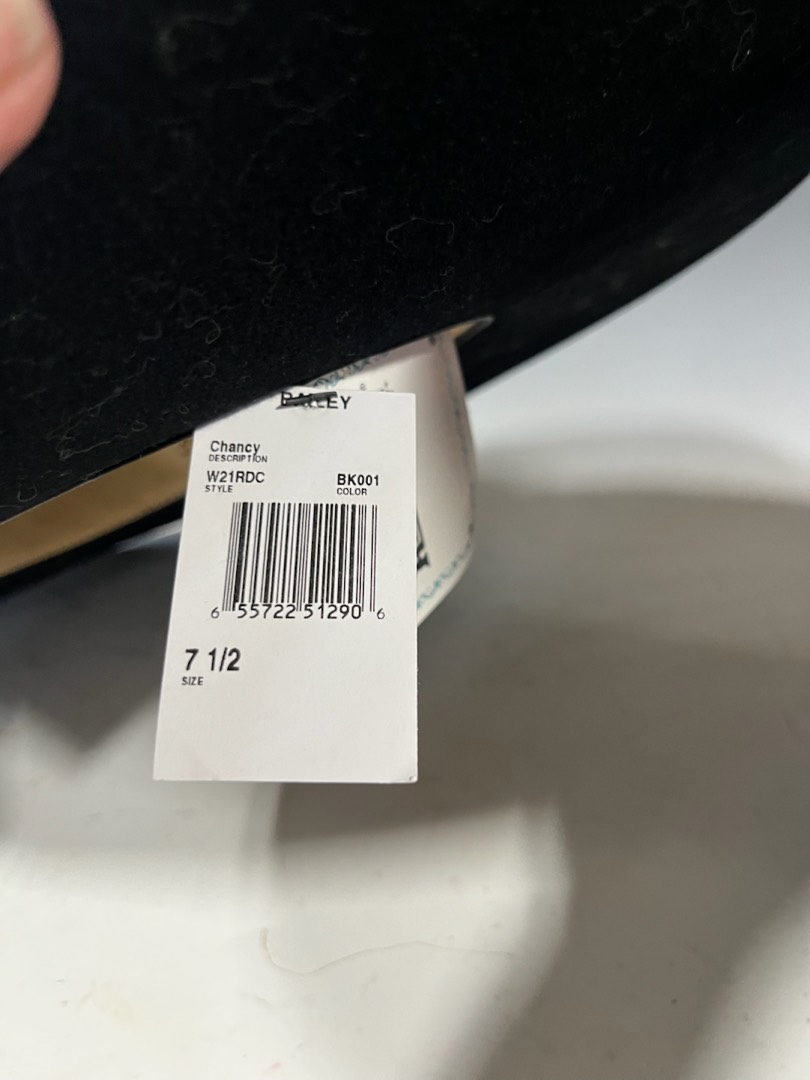 BAILEY
Chancy
DESCRIPTION
W21RDC BK001
STYLE COLOR
6 55722 51290 6
7 1/2
SIZE